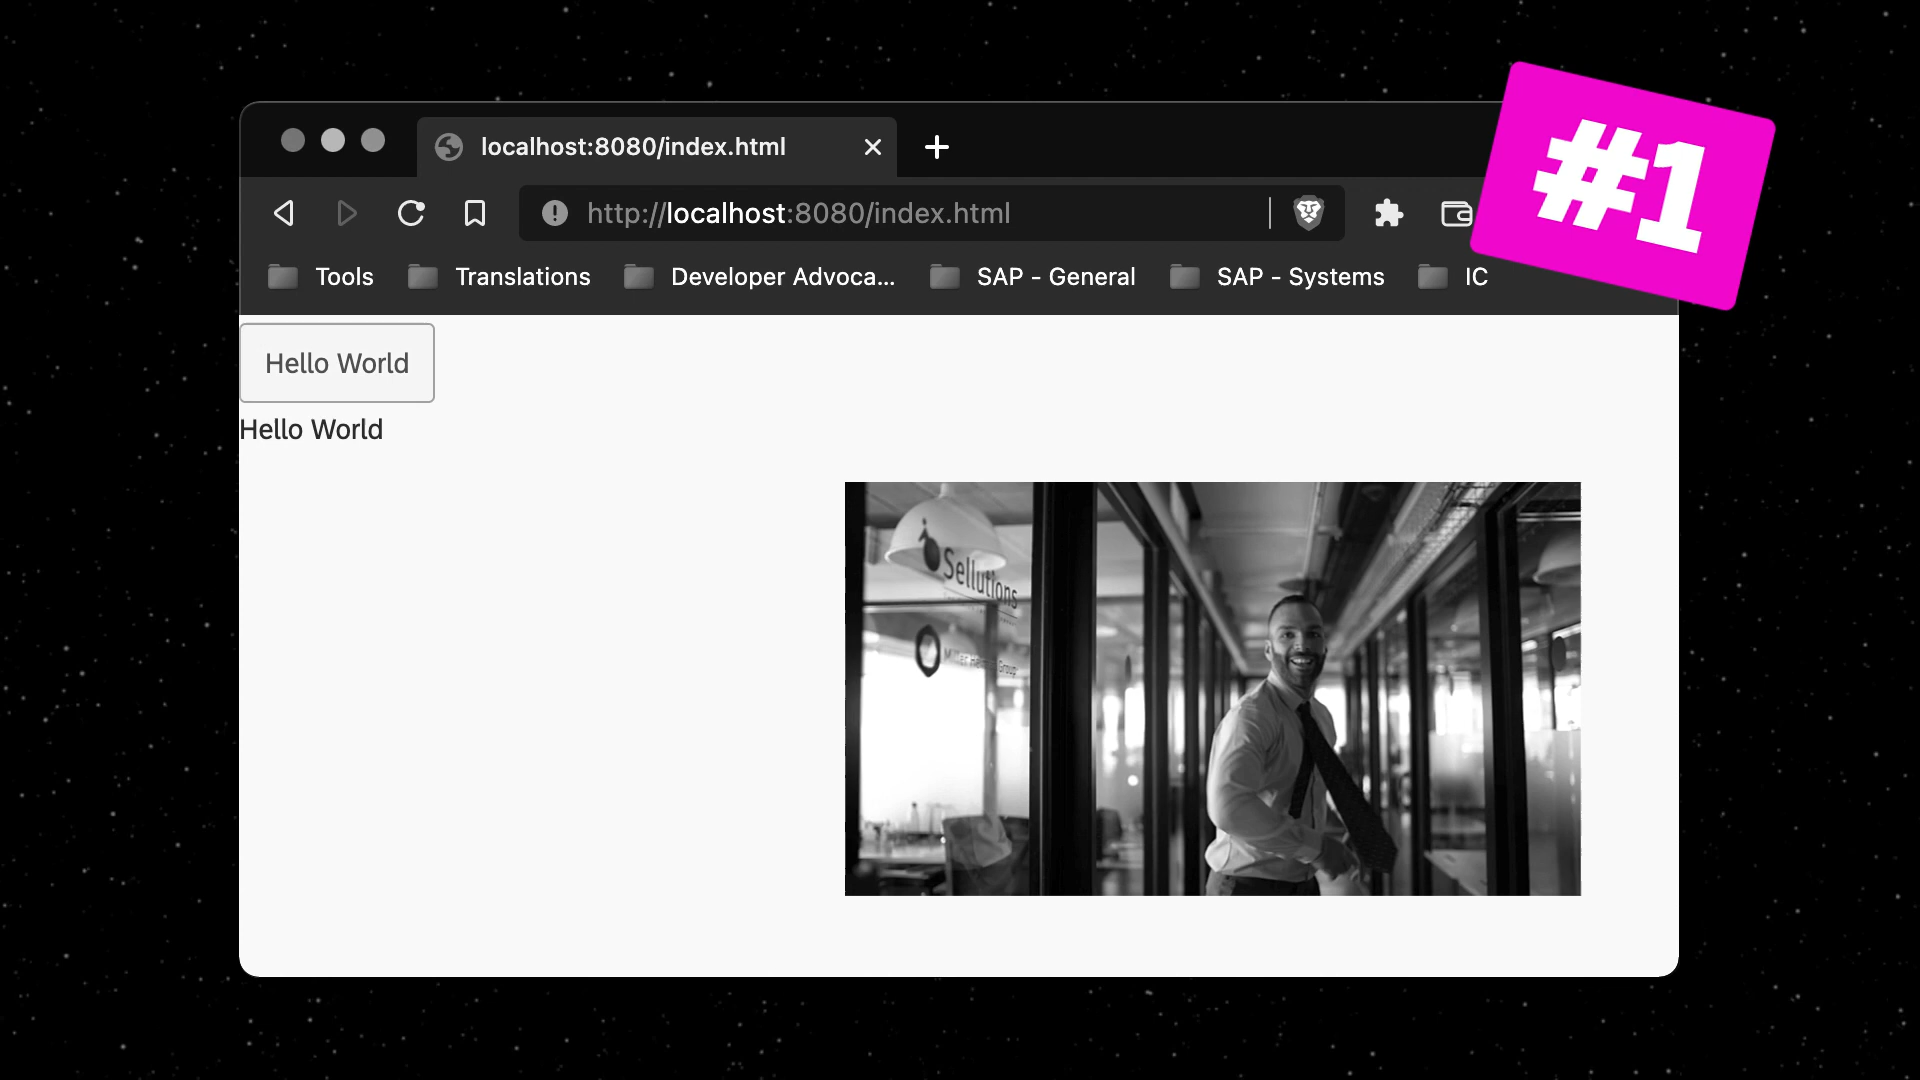 #1
localhost:8080/index.html
http://localhost:8080/index.html
Tools
Translations
Developer Advoca...
SAP - General
SAP - Systems
IC
Hello World
Hello World
Sellutions
Group